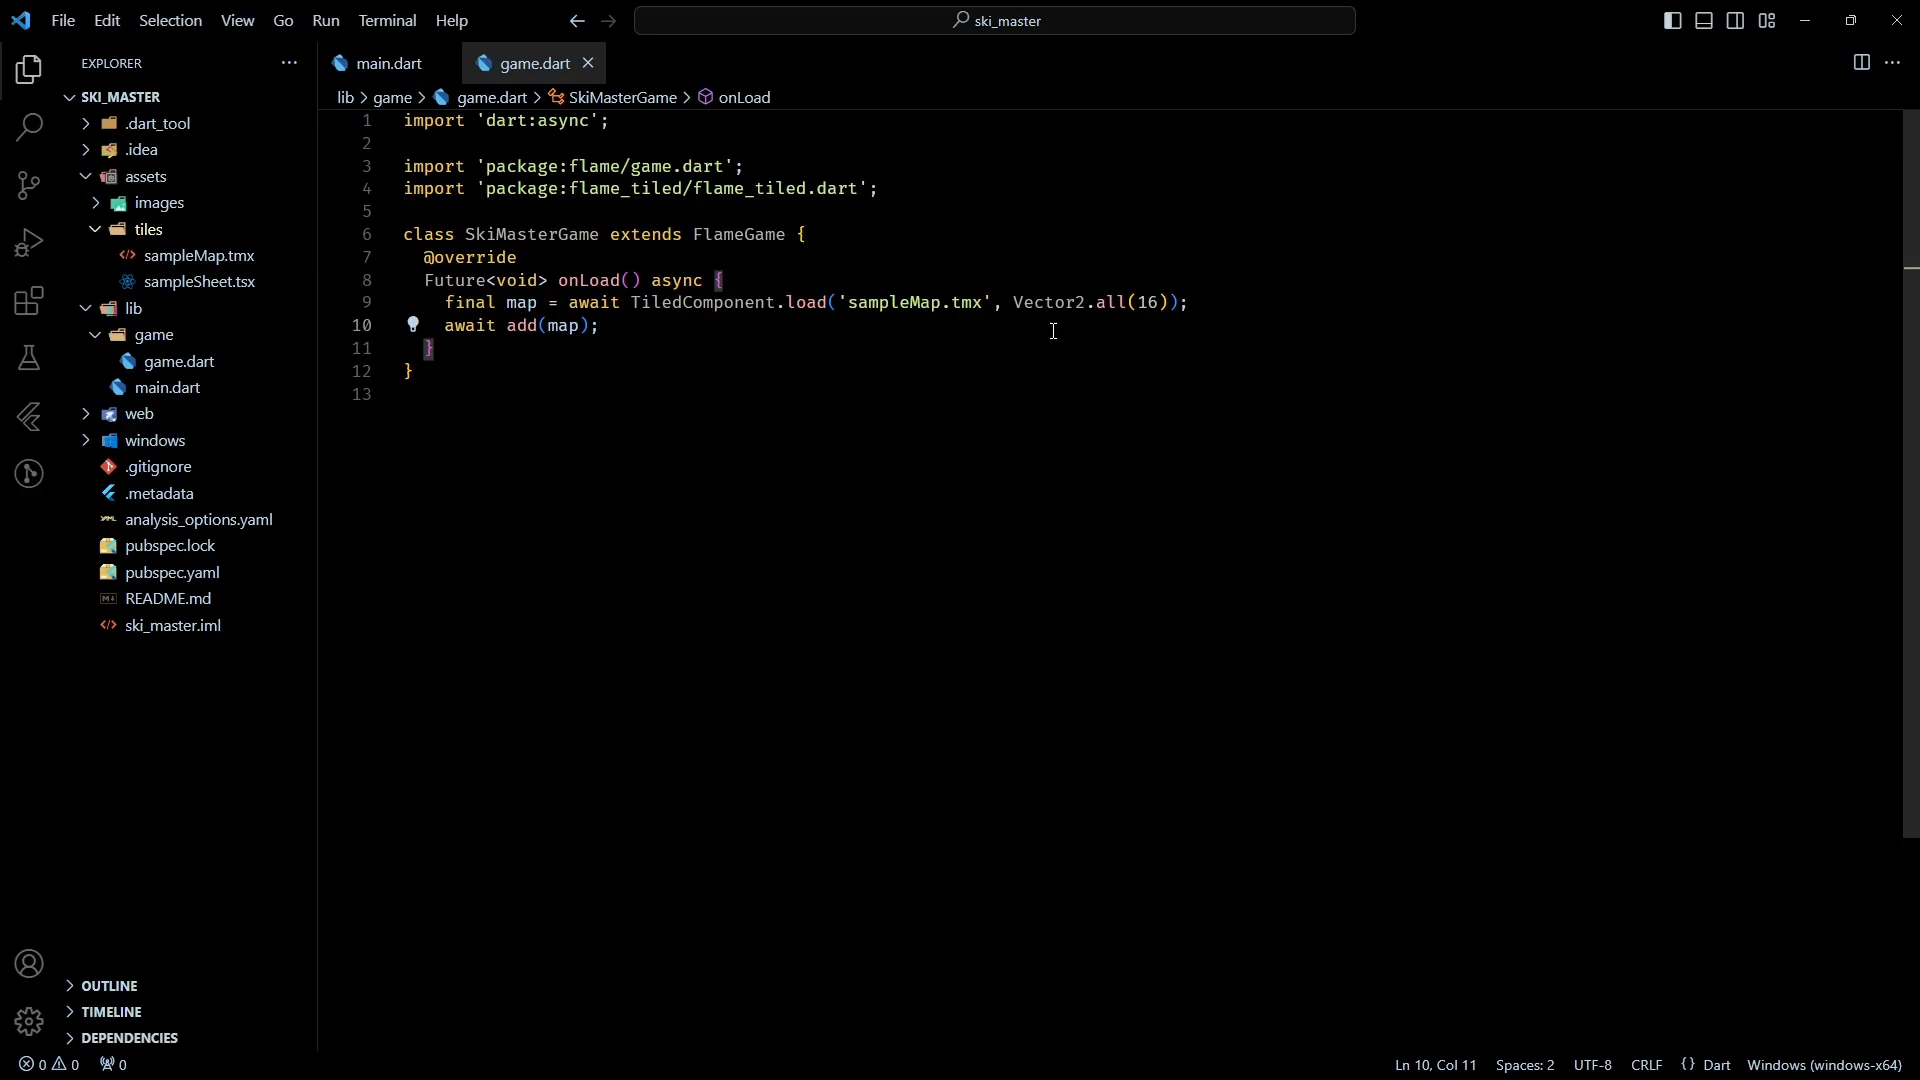 File Edit Selection View Go Run Terminal Help
ski_master
EXPLORER
SKI_MASTER
.dart_tool
.idea
assets
images
tiles
sampleMap.tmx
sampleSheet.tsx
lib
game
game.dart
main.dart
web
windows
.gitignore
.metadata
analysis_options.yaml
pubspec.lock
pubspec.yaml
README.md
ski_master.iml
OUTLINE
TIMELINE
DEPENDENCIES
main.dart game.dart
lib > game > game.dart > SkiMasterGame > onLoad
1 import 'dart:async';
2
3 import 'package:flame/game.dart';
4 import 'package:flame_tiled/flame_tiled.dart';
5
6 class SkiMasterGame extends FlameGame {
7 @override
8 Future<void> onLoad() async {
9 final map = await TiledComponent.load('sampleMap.tmx', Vector2.all(16));
10 await add(map);
11 }
12 }
13
0 0 0
Ln 10, Col 11 Spaces: 2 UTF-8 CRLF {} Dart Windows (windows-x64)